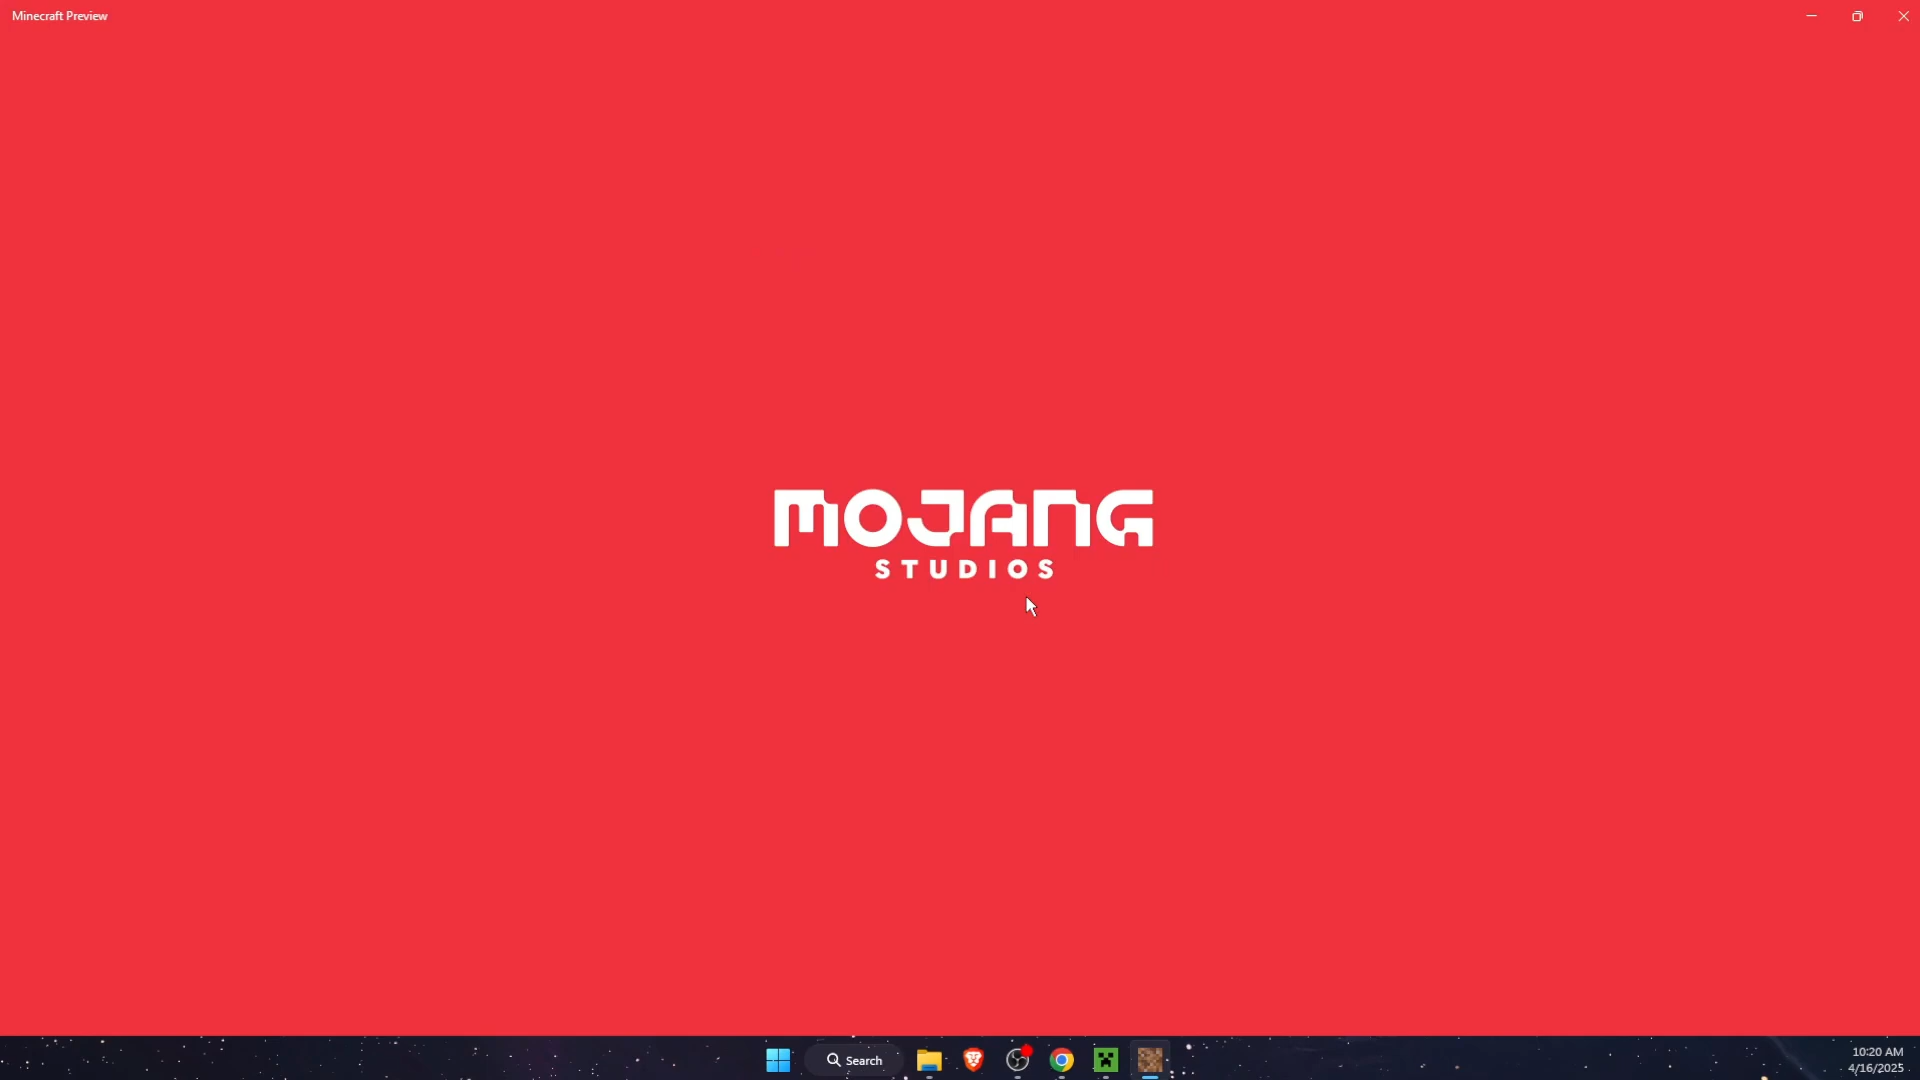 Minecraft Preview
MOJANG
STUDIOS
Search
10:20 AM
4/16/2025